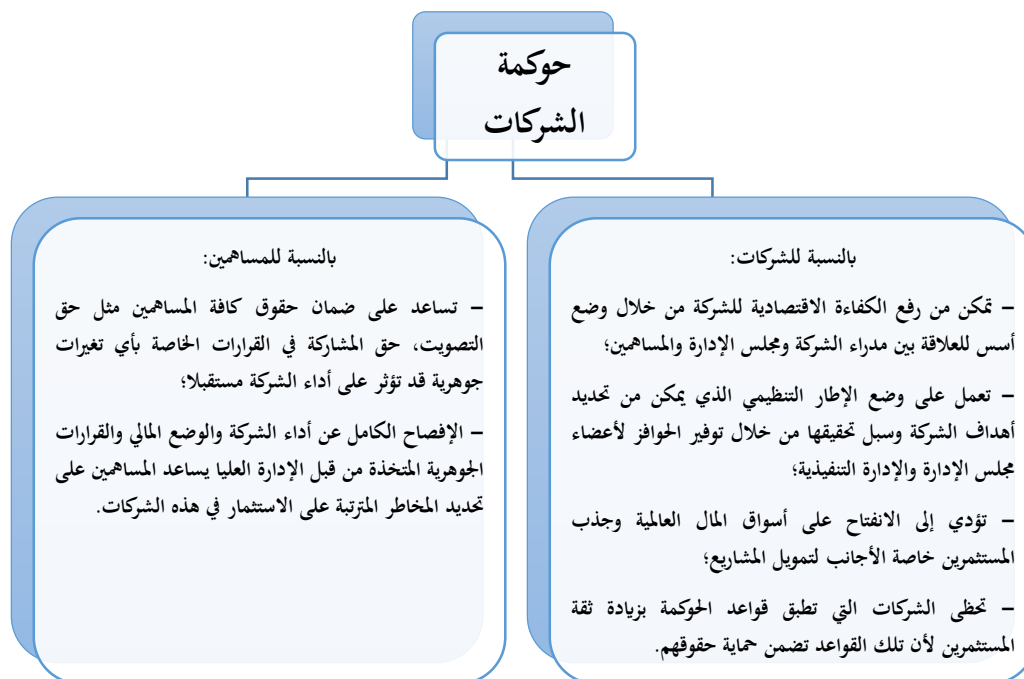 حوكمة
الشركات
بالنسبة للشركات:
– تمكن من رفع الكفاءة الاقتصادية للشركة من خلال وضع
أسس للعلاقة بين مدراء الشركة ومجلس الإدارة والمساهمين؛
– تعمل على وضع الإطار التنظيمي الذي يمكن من تحديد
أهداف الشركة وسبل تحقيقها من خلال توفير الحوافز لأعضاء
مجلس الإدارة والإدارة التنفيذية؛
– تؤدي إلى الانفتاح على أسواق المال العالمية وجذب
المستثمرين خاصة الأجانب لتمويل المشاريع؛
– تحظى الشركات التي تطبق قواعد الحوكمة بزيادة ثقة
المستثمرين لأن تلك القواعد تضمن حماية حقوقهم.
بالنسبة للمساهمين:
– تساعد على ضمان حقوق كافة المساهمين مثل حق
التصويت، حق المشاركة في القرارات الخاصة بأي تغيرات
جوهرية قد تؤثر على أداء الشركة مستقبلا؛
– الإفصاح الكامل عن أداء الشركة والوضع المالي والقرارات
الجوهرية المتخذة من قبل الإدارة العليا يساعد المساهمين على
تحديد المخاطر المترتبة على الاستثمار في هذه الشركات.